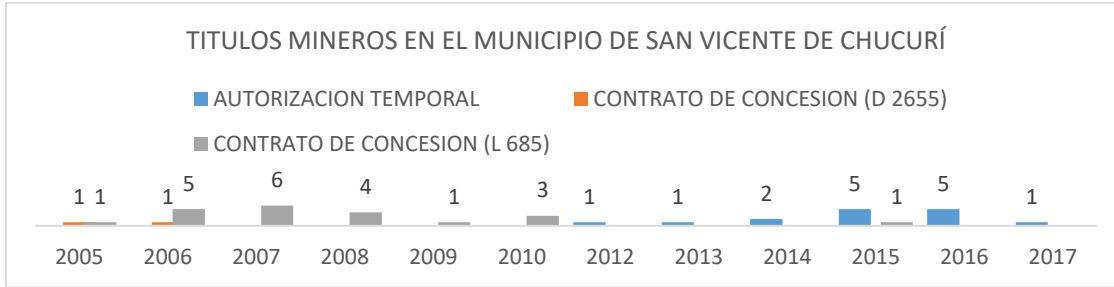 TITULOS MINEROS EN EL MUNICIPIO DE SAN VICENTE DE CHUCURÍ
AUTORIZACION TEMPORAL CONTRATO DE CONCESION (D 2655)
CONTRATO DE CONCESION (L 685)
1 1 1 5 6 4 1 3 1 1 2 5 1 5 1
2005 2006 2007 2008 2009 2010 2012 2013 2014 2015 2016 2017